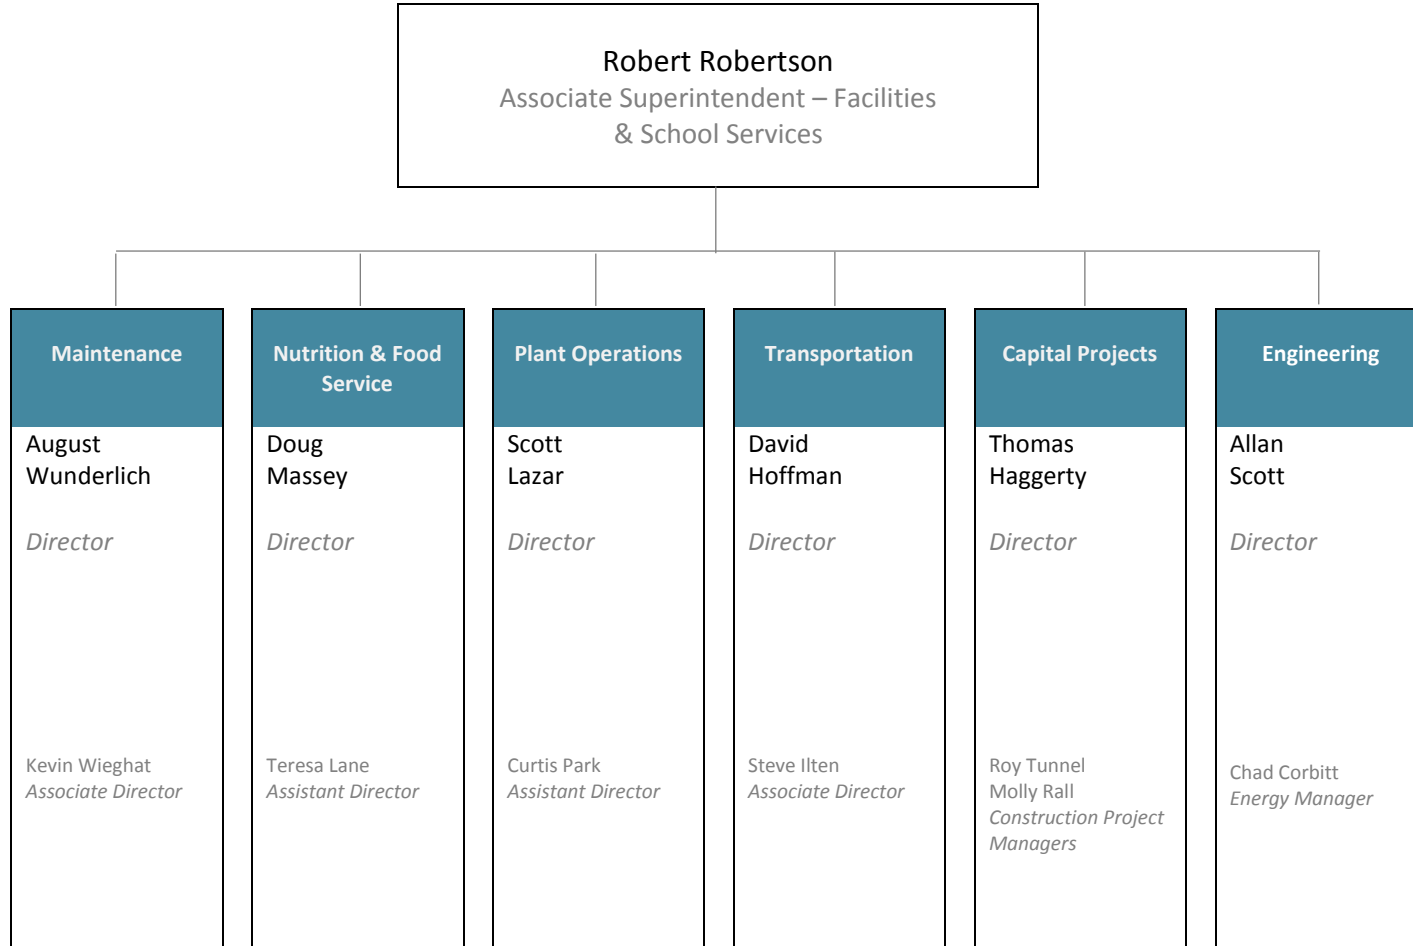 Robert Robertson
Associate Superintendent – Facilities
& School Services
Maintenance
Nutrition & Food
Service
Plant Operations
Transportation
Capital Projects
Engineering
August
Wunderlich
Director
Kevin Wieghat
Associate Director
Doug
Massey
Director
Teresa Lane
Assistant Director
Scott
Lazar
Director
Curtis Park
Assistant Director
David
Hoffman
Director
Steve Ilten
Associate Director
Thomas
Haggerty
Director
Roy Tunnel
Molly Rall
Construction Project
Managers
Allan
Scott
Director
Chad Corbitt
Energy Manager